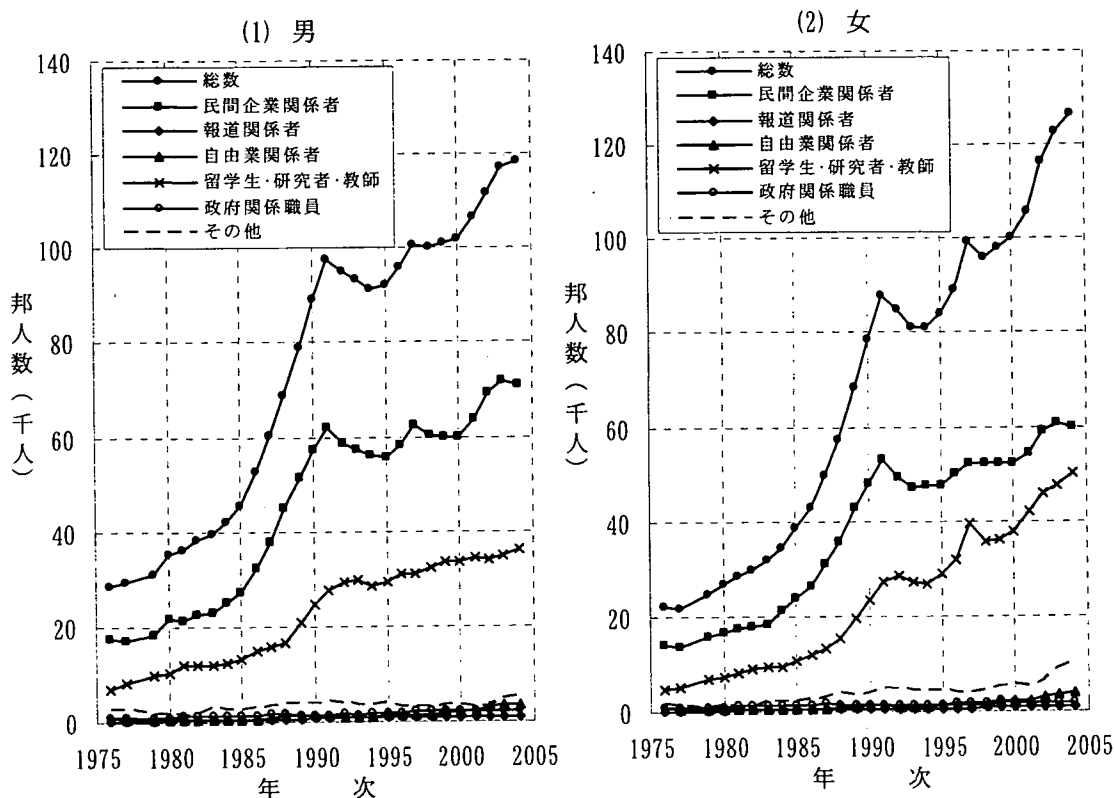 (1) 男
140
120
100
80
60
40
20
0
邦人数(千人)
総数
民間企業関係者
報道関係者
自由業関係者
留学生・研究者・教師
政府関係職員
その他
1975 1980 1985 1990 1995 2000 2005
年 次
(2) 女
140
120
100
80
60
40
20
0
邦人数(千人)
総数
民間企業関係者
報道関係者
自由業関係者
留学生・研究者・教師
政府関係職員
その他
1975 1980 1985 1990 1995 2000 2005
年 次